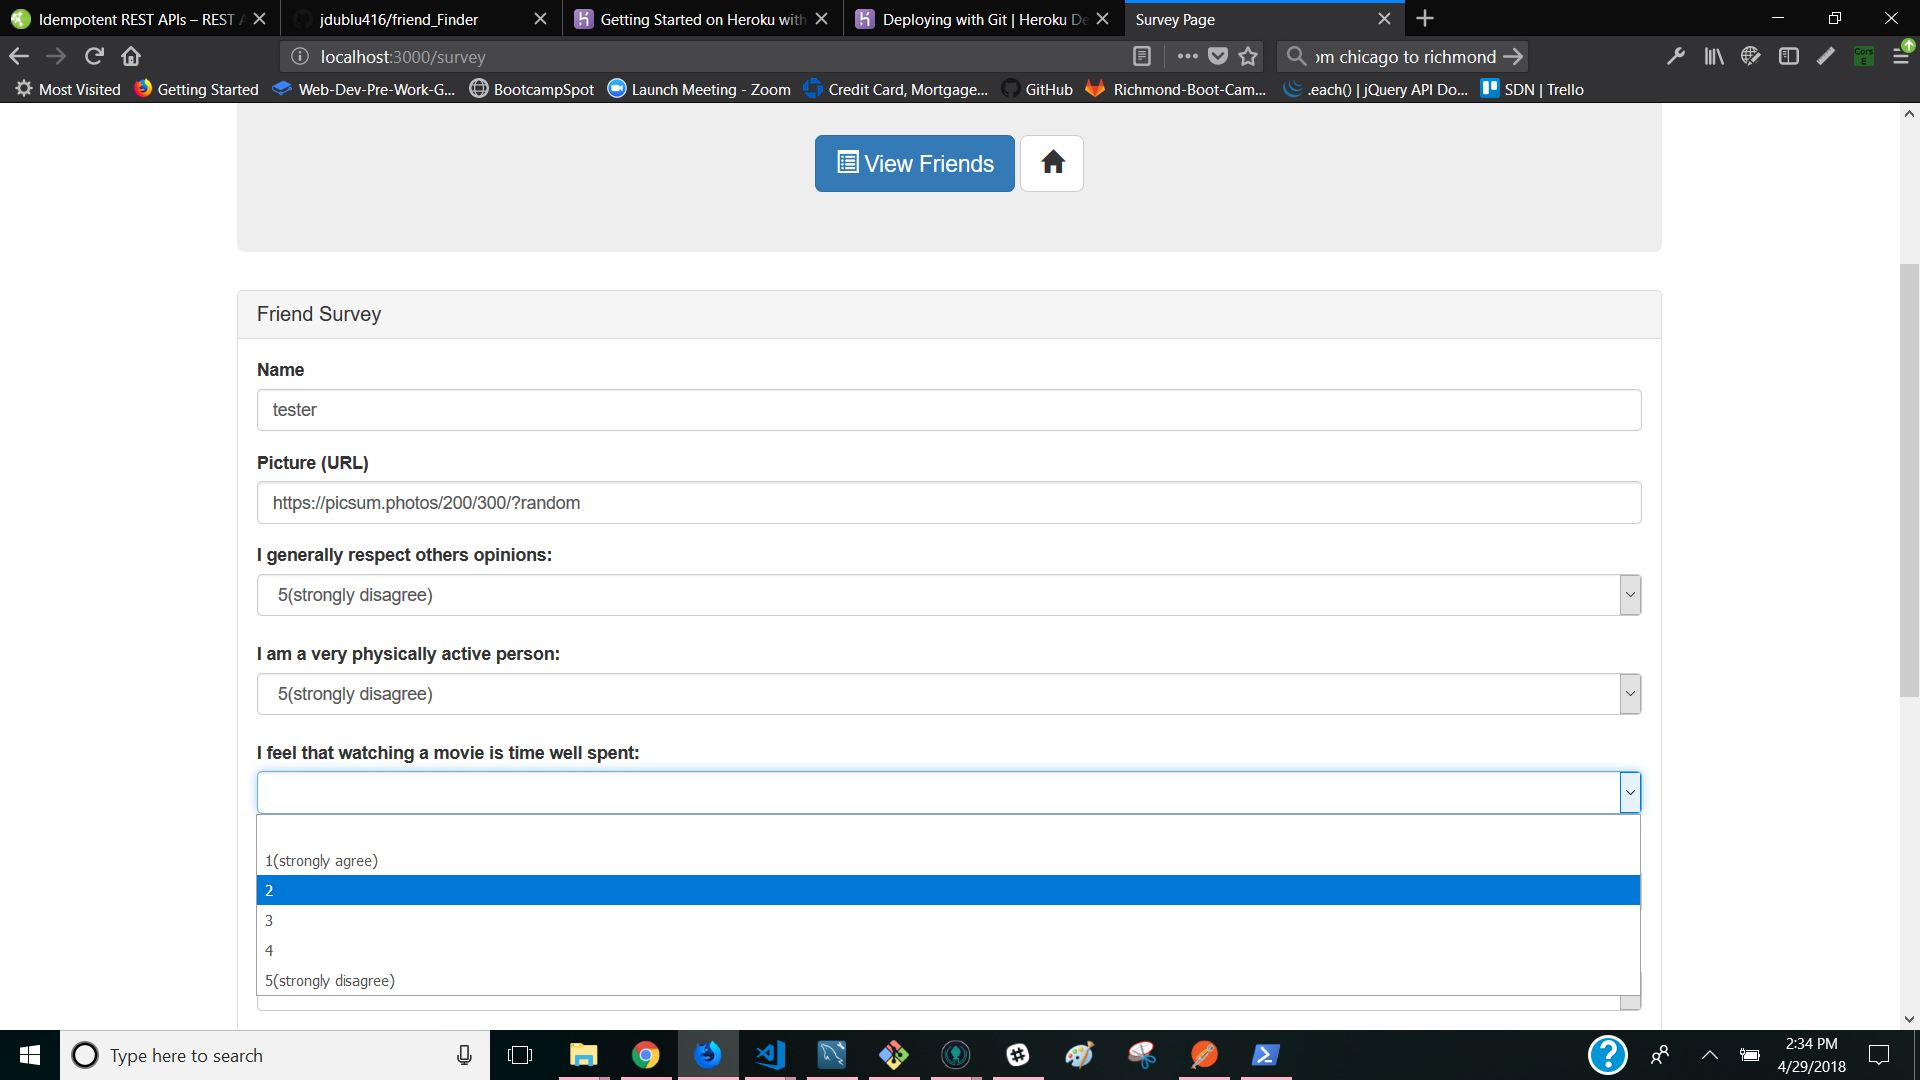 Idempotent REST APIs – REST A
jdublu416/friend_Finder
Getting Started on Heroku with
Deploying with Git | Heroku De
Survey Page
localhost:3000/survey
om chicago to richmond
Most Visited
Getting Started
Web-Dev-Pre-Work-G...
BootcampSpot
Launch Meeting - Zoom
Credit Card, Mortgage...
GitHub
Richmond-Boot-Cam...
.each() | jQuery API Do...
SDN | Trello
View Friends
Friend Survey
Name
tester
Picture (URL)
https://picsum.photos/200/300/?random
I generally respect others opinions:
5(strongly disagree)
I am a very physically active person:
5(strongly disagree)
I feel that watching a movie is time well spent:
1(strongly agree)
2
3
4
5(strongly disagree)
Type here to search
2:34 PM
4/29/2018